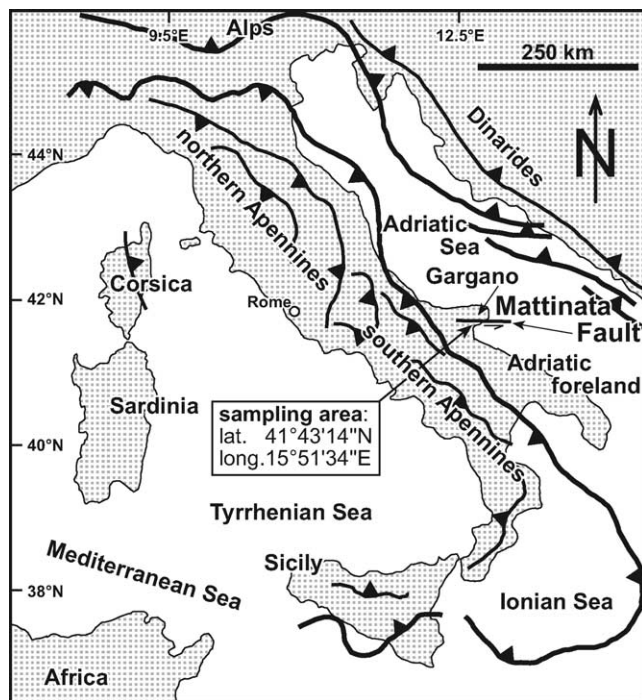 9.5°E
12.5°E
Alps
250 km
N
Dinarides
44°N
northern Apennines
Adriatic
Sea
Corsica
Gargano
42°N
Rome
Mattinata
Fault
southern Apennines
Adriatic
foreland
Sardinia
sampling area:
lat. 41°43'14"N
long.15°51'34"E
40°N
Tyrrhenian Sea
Mediterranean Sea
Sicily
38°N
Ionian Sea
Africa